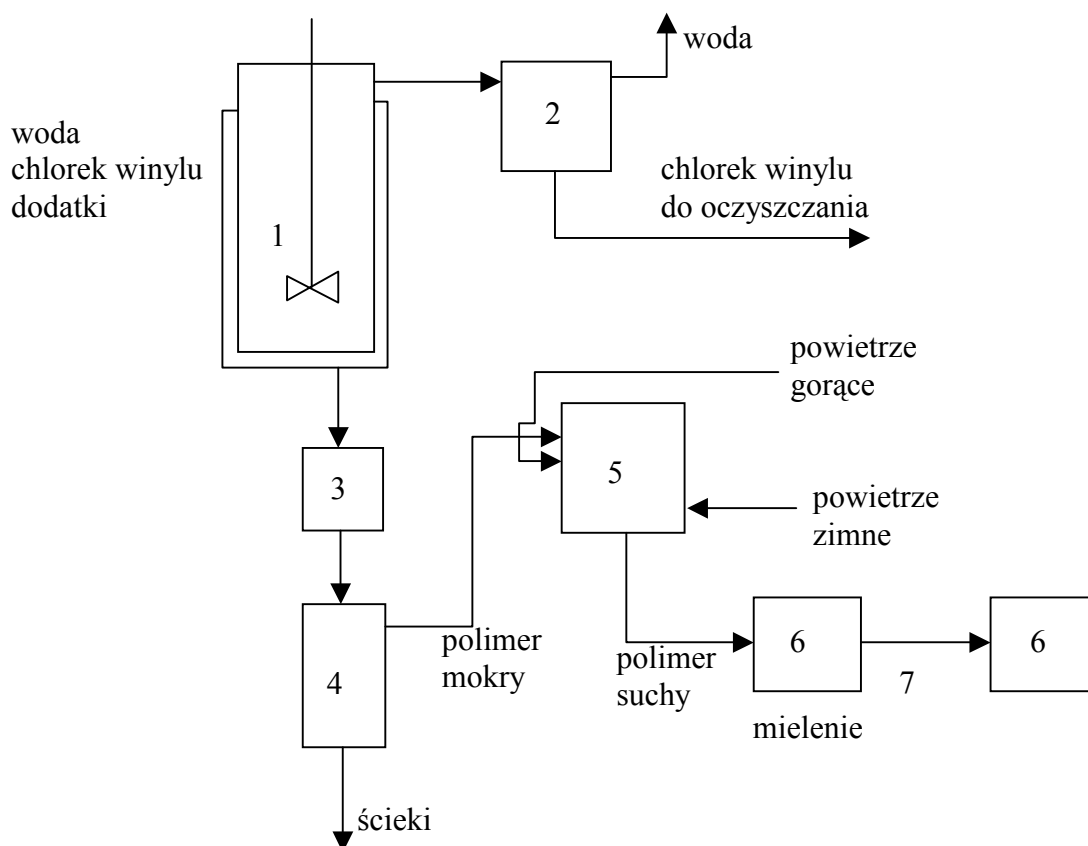 woda
2
woda
chlorek winylu
dodatki
chlorek winylu
do oczyszczania
1
powietrze
gorące
3
5
powietrze
zimne
4
polimer
mokry
polimer
suchy
6
7
6
mielenie
ścieki